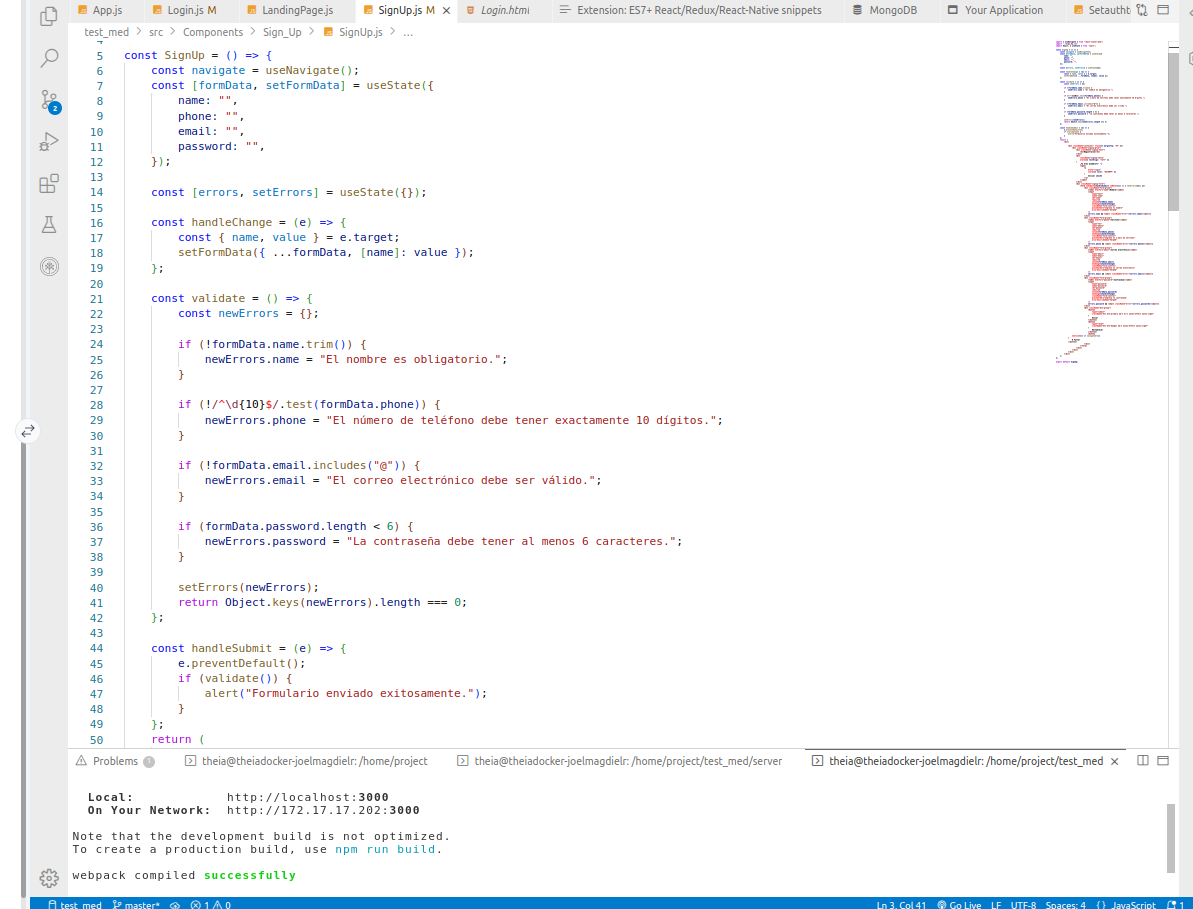 App.js Login.js M LandingPage.js SignUp.js M Login.html Extension: ES7+ React/Redux/React-Native snippets MongoDB Your Application Setauthto
test_med > src > Components > Sign_Up > SignUp.js > ...
4
5 const SignUp = () => {
6 const navigate = useNavigate();
7 const [formData, setFormData] = useState({
8 name: "",
9 phone: "",
10 email: "",
11 password: "",
12 });
13
14 const [errors, setErrors] = useState({});
15
16 const handleChange = (e) => {
17 const { name, value } = e.target;
18 setFormData({ ...formData, [name]: value });
19 };
20
21 const validate = () => {
22 const newErrors = {};
23
24 if (!formData.name.trim()) {
25 newErrors.name = "El nombre es obligatorio.";
26 }
27
28 if (!/^\d{10}$/.test(formData.phone)) {
29 newErrors.phone = "El número de teléfono debe tener exactamente 10 dígitos.";
30 }
31
32 if (!formData.email.includes("@")) {
33 newErrors.email = "El correo electrónico debe ser válido.";
34 }
35
36 if (formData.password.length < 6) {
37 newErrors.password = "La contraseña debe tener al menos 6 caracteres.";
38 }
39
40 setErrors(newErrors);
41 return Object.keys(newErrors).length === 0;
42 };
43
44 const handleSubmit = (e) => {
45 e.preventDefault();
46 if (validate()) {
47 alert("Formulario enviado exitosamente.");
48 }
49 };
50 return (
2
Problems 1 theia@theiadocker-joelmagdielr: /home/project theia@theiadocker-joelmagdielr: /home/project/test_med/server theia@theiadocker-joelmagdielr: /home/project/test_med
Local: http://localhost:3000
On Your Network: http://172.17.17.202:3000
Note that the development build is not optimized.
To create a production build, use npm run build.
webpack compiled successfully
test_med master* 1 0 Ln 3, Col 41 Go Live LF UTF-8 Spaces: 4 {} JavaScript 1